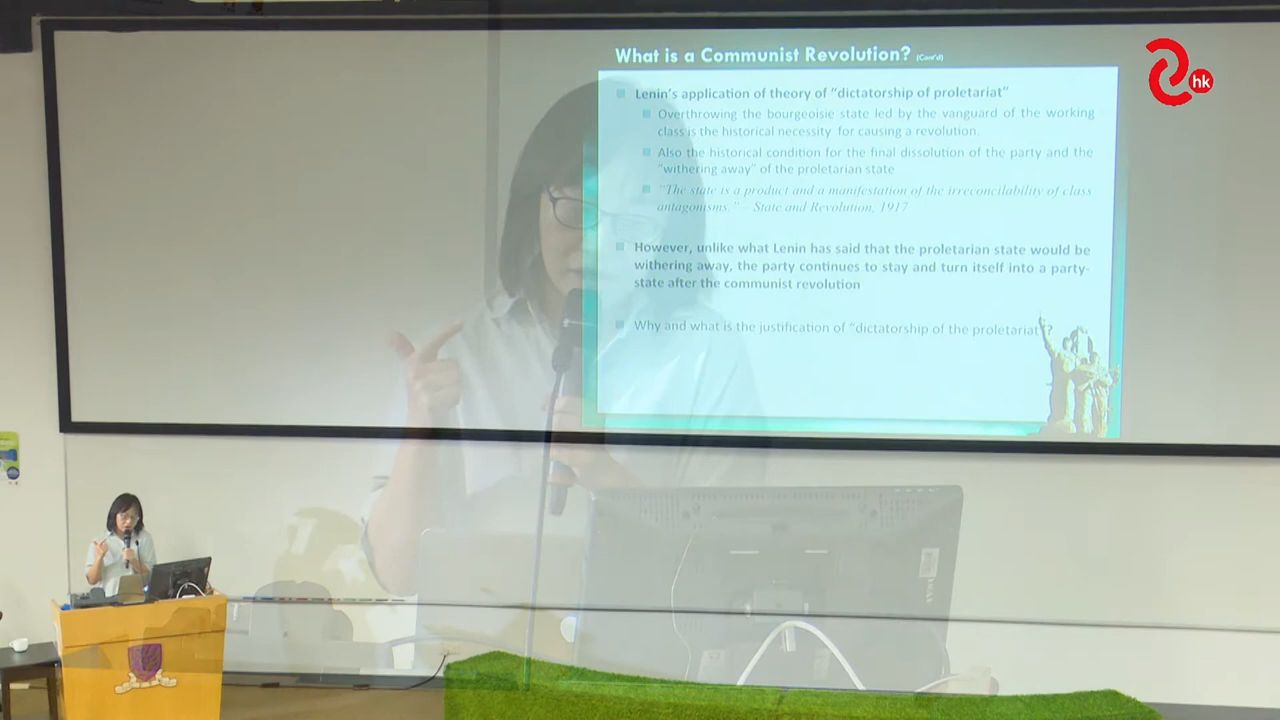 What is a Communist Revolution? (Cont'd)
hk
Lenin's application of theory of "dictatorship of proletariat"
Overthrowing the bourgeoisie state led by the vanguard of the working
class is the historical necessity for causing a revolution.
Also the historical condition for the final dissolution of the party and the
"withering away" of the proletarian state
"The state is a product and a manifestation of the irreconcilability of class
antagonisms." – State and Revolution, 1917
However, unlike what Lenin has said that the proletarian state would be
withering away, the party continues to stay and turn itself into a party-
state after the communist revolution
Why and what is the justification of "dictatorship of the proletariat"?